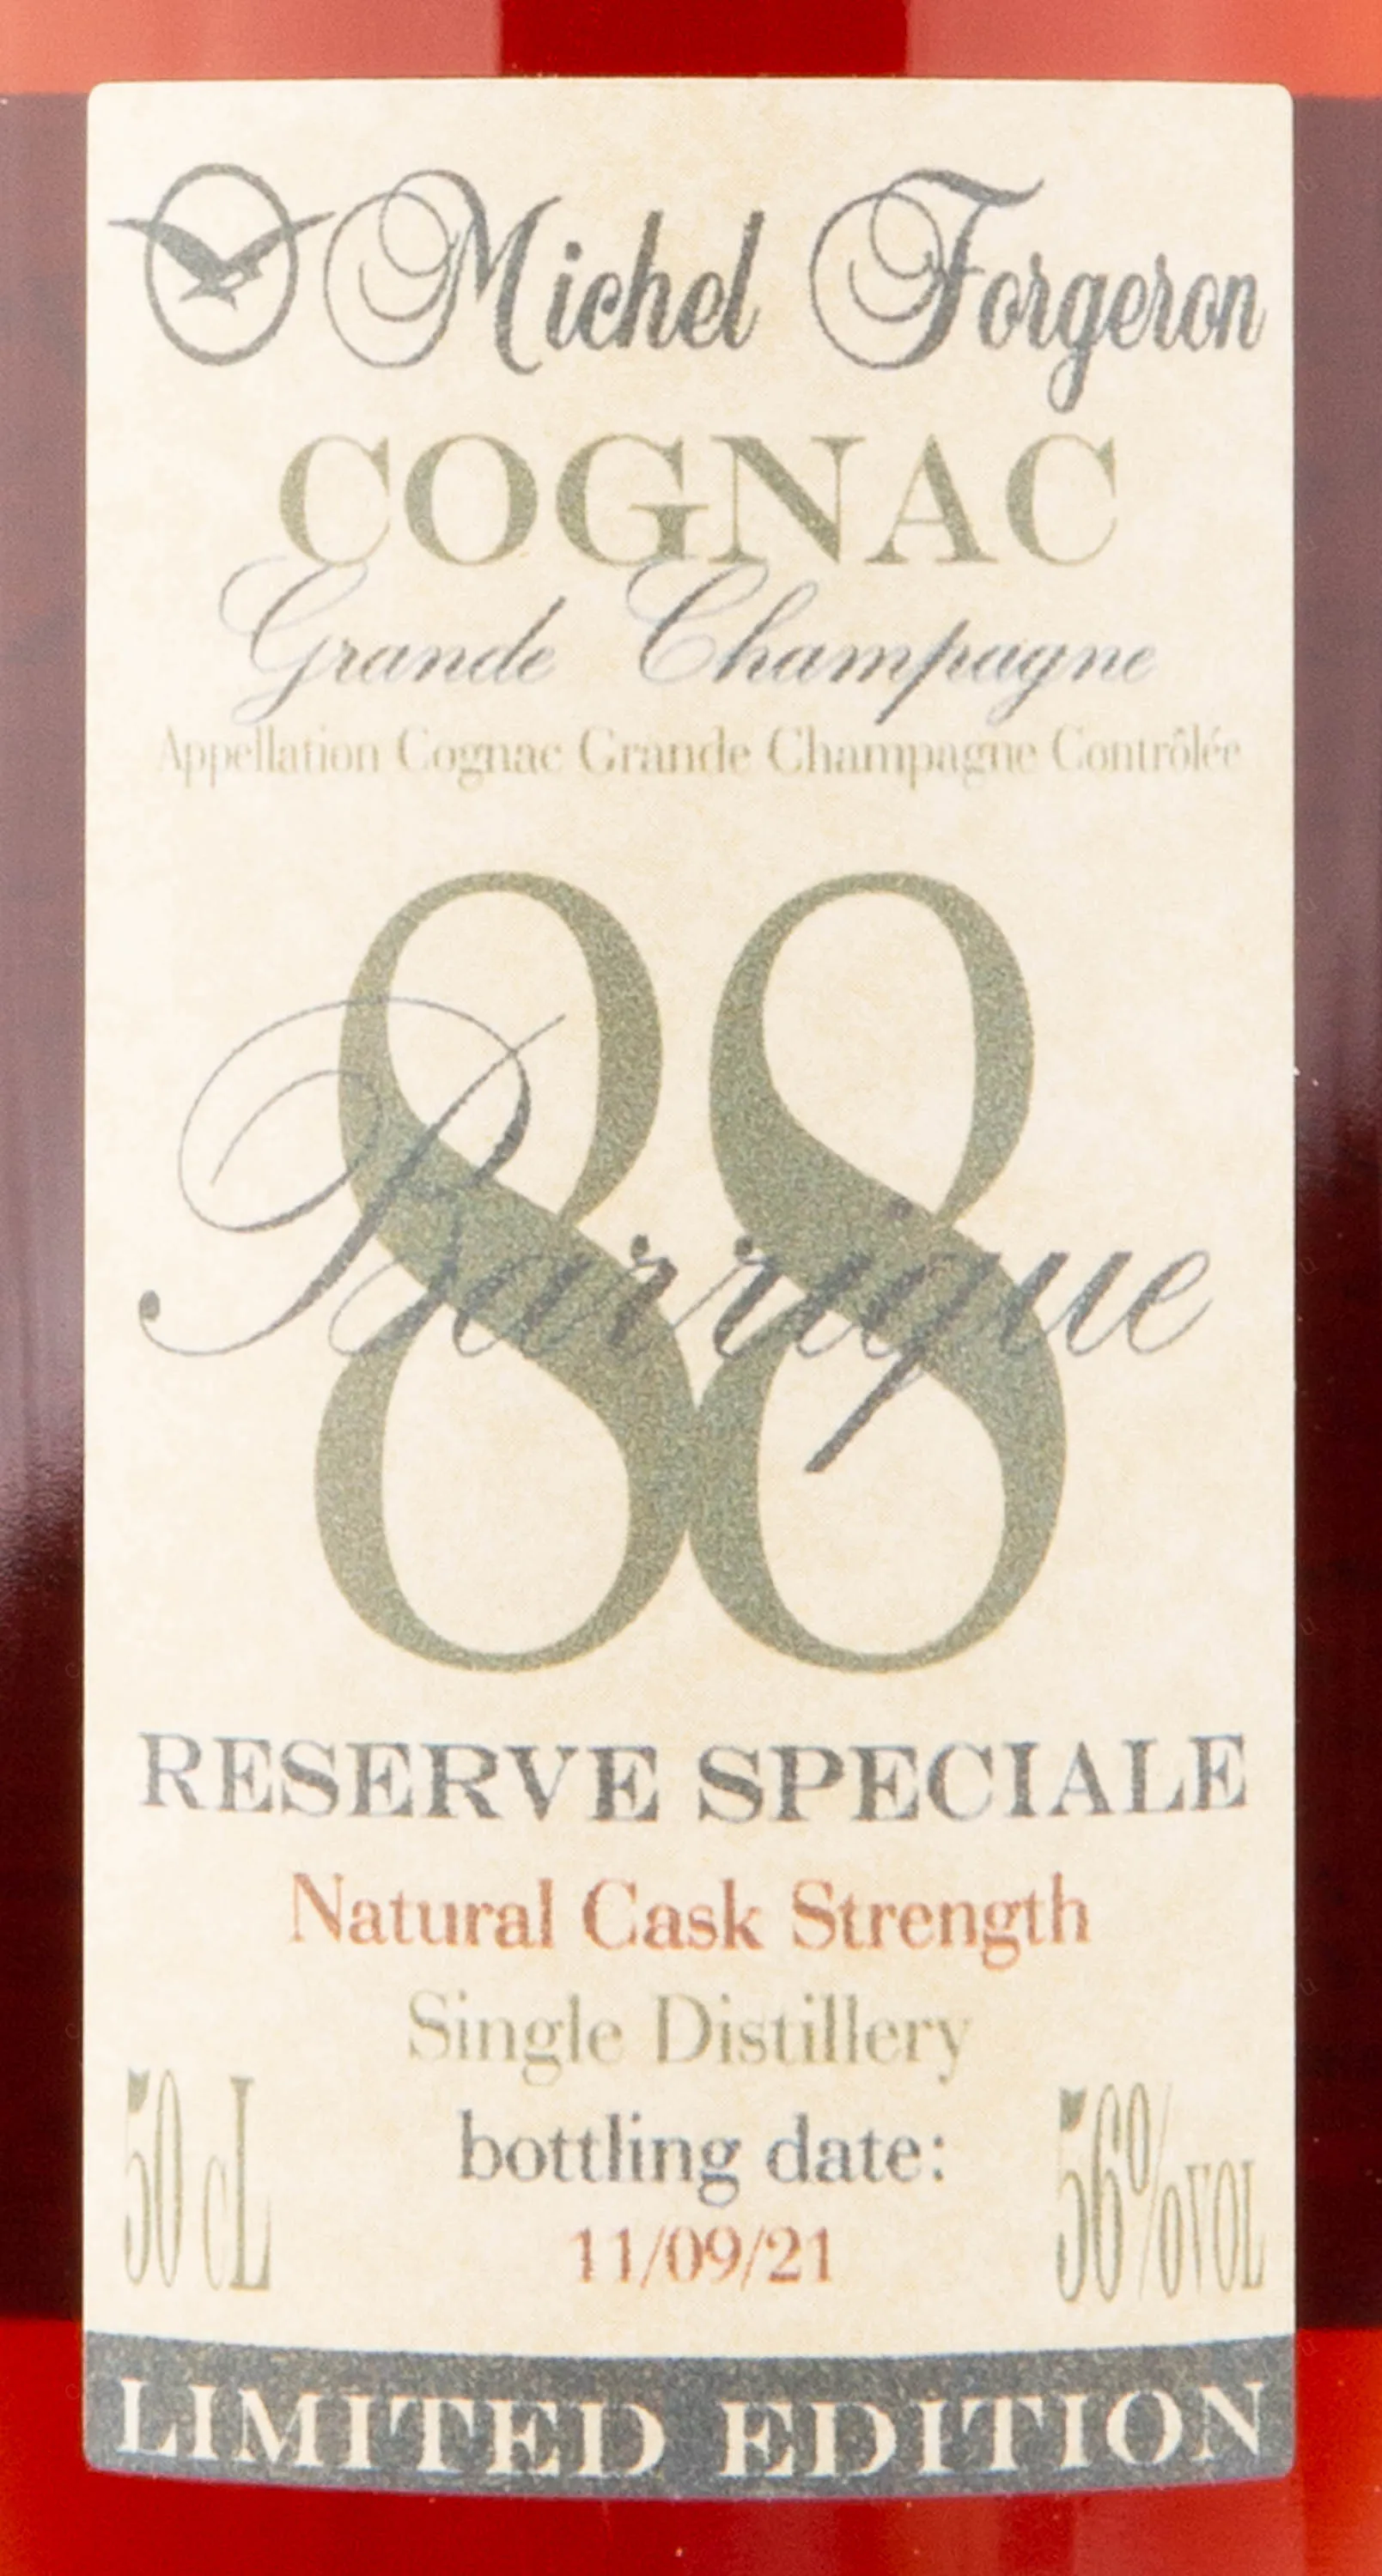 Michel Forgeron
COGNAC
Grande Champagne
Appellation Cognac Grande Champagne Contrôlée
88
Barrique
RESERVE SPECIALE
Natural Cask Strength
Single Distillery
50 cL
bottling date:
56%VOL
11/09/21
LIMITED EDITION